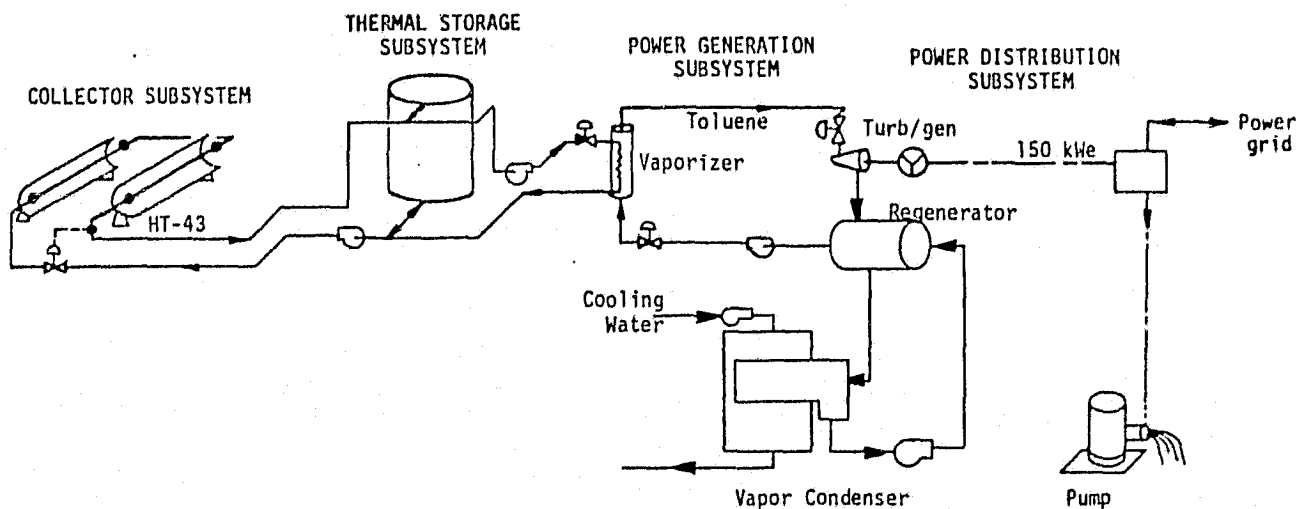 THERMAL STORAGE
SUBSYSTEM
POWER GENERATION
SUBSYSTEM
POWER DISTRIBUTION
SUBSYSTEM
COLLECTOR SUBSYSTEM
Toluene
Turb/gen
Power
grid
150 kWe
Vaporizer
HT-43
Regenerator
Cooling
Water
Vapor Condenser
Pump